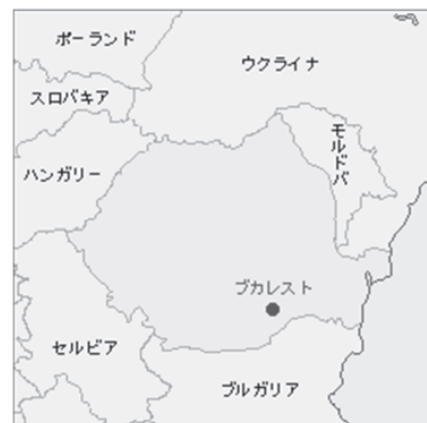 ポーランド
ウクライナ
スロバキア
モルドバ
ハンガリー
ブカレスト
セルビア
ブルガリア